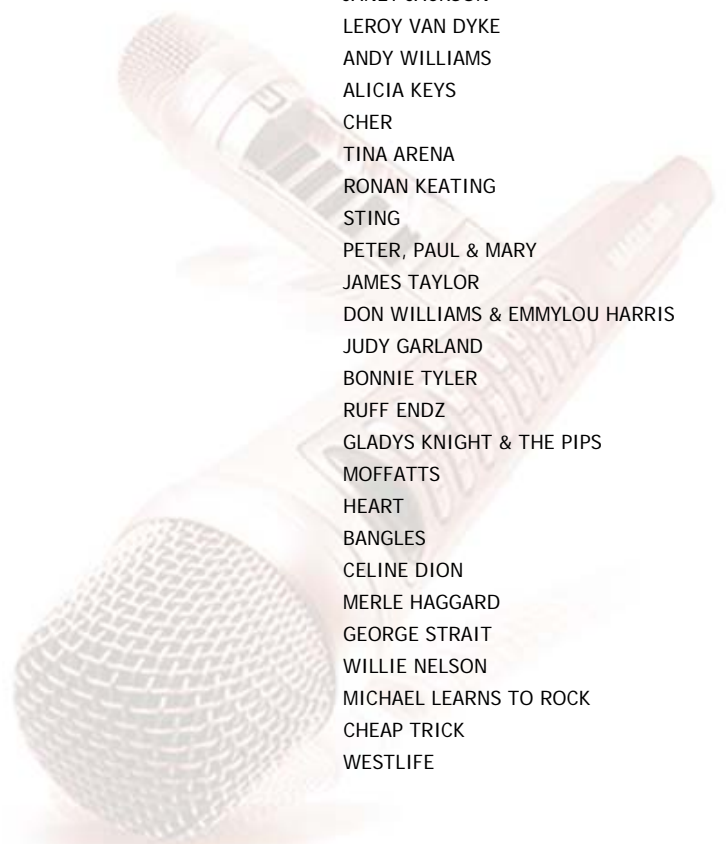 LEROY VAN DYKE
ANDY WILLIAMS
ALICIA KEYS
CHER
TINA ARENA
RONAN KEATING
STING
PETER, PAUL & MARY
JAMES TAYLOR
DON WILLIAMS & EMMYLOU HARRIS
JUDY GARLAND
BONNIE TYLER
RUFF ENDZ
GLADYS KNIGHT & THE PIPS
MOFFATTS
HEART
BANGLES
CELINE DION
MERLE HAGGARD
GEORGE STRAIT
WILLIE NELSON
MICHAEL LEARNS TO ROCK
CHEAP TRICK
WESTLIFE